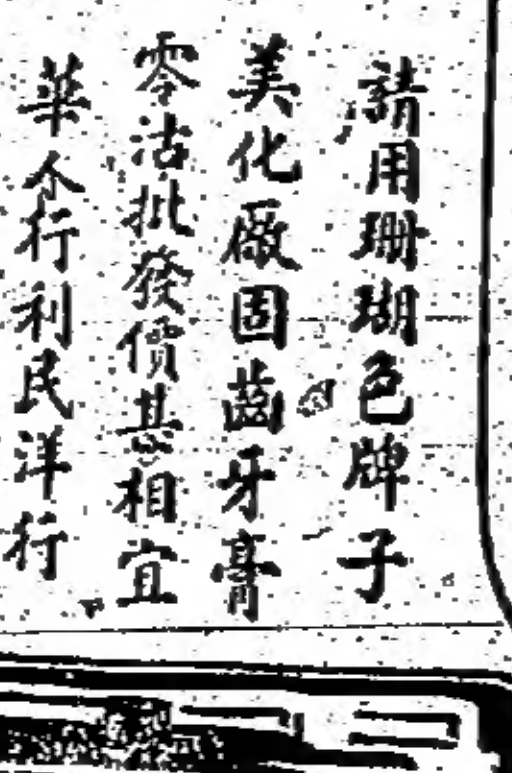 請用珊瑚色牌子
美化廠固齒牙膏
零沽批發價甚相宜
華人行利民洋行